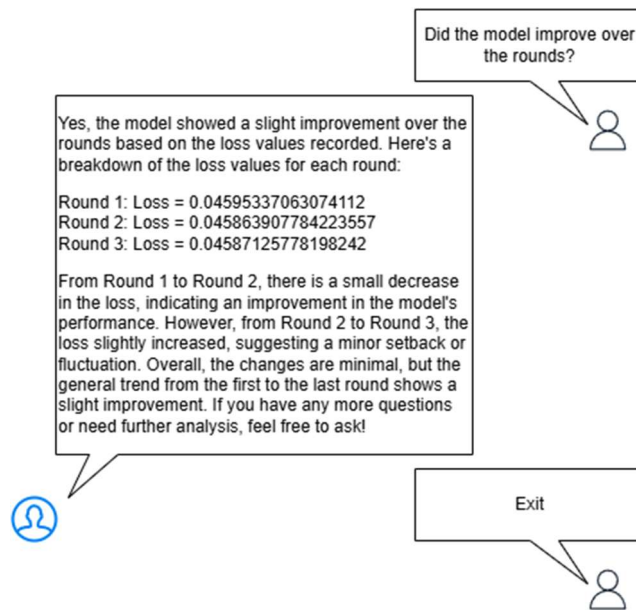 Did the model improve over
the rounds?
Yes, the model showed a slight improvement over the
rounds based on the loss values recorded. Here's a
breakdown of the loss values for each round:
Round 1: Loss = 0.04595337063074112
Round 2: Loss = 0.045863907784223557
Round 3: Loss = 0.04587125778198242
From Round 1 to Round 2, there is a small decrease
in the loss, indicating an improvement in the model's
performance. However, from Round 2 to Round 3, the
loss slightly increased, suggesting a minor setback or
fluctuation. Overall, the changes are minimal, but the
general trend from the first to the last round shows a
slight improvement. If you have any more questions
or need further analysis, feel free to ask!
Exit